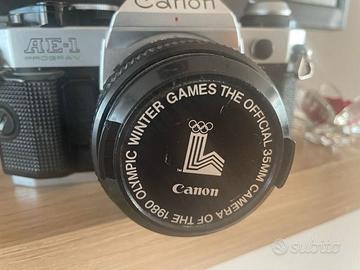 Canon
AE-1
PROGRAM
THE OFFICIAL 35MM CAMERA OF THE 1980 OLYMPIC WINTER GAMES
Canon
subito